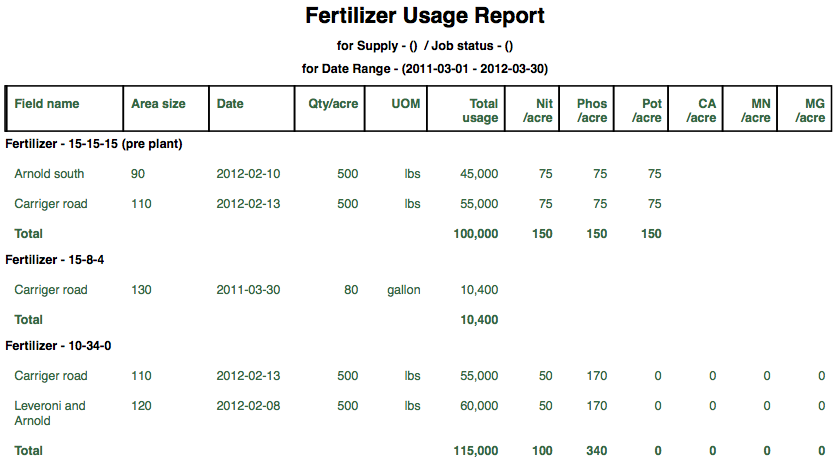 Fertilizer Usage Report
for Supply - () / Job status - ()
for Date Range - (2011-03-01 - 2012-03-30)
Field name Area size Date Qty/acre UOM Total usage Nit /acre Phos /acre Pot /acre CA /acre MN /acre MG /acre
Fertilizer - 15-15-15 (pre plant)
Arnold south 90 2012-02-10 500 lbs 45,000 75 75 75
Carriger road 110 2012-02-13 500 lbs 55,000 75 75 75
Total 100,000 150 150 150
Fertilizer - 15-8-4
Carriger road 130 2011-03-30 80 gallon 10,400
Total 10,400
Fertilizer - 10-34-0
Carriger road 110 2012-02-13 500 lbs 55,000 50 170 0 0 0 0
Leveroni and Arnold 120 2012-02-08 500 lbs 60,000 50 170 0 0 0 0
Total 115,000 100 340 0 0 0 0